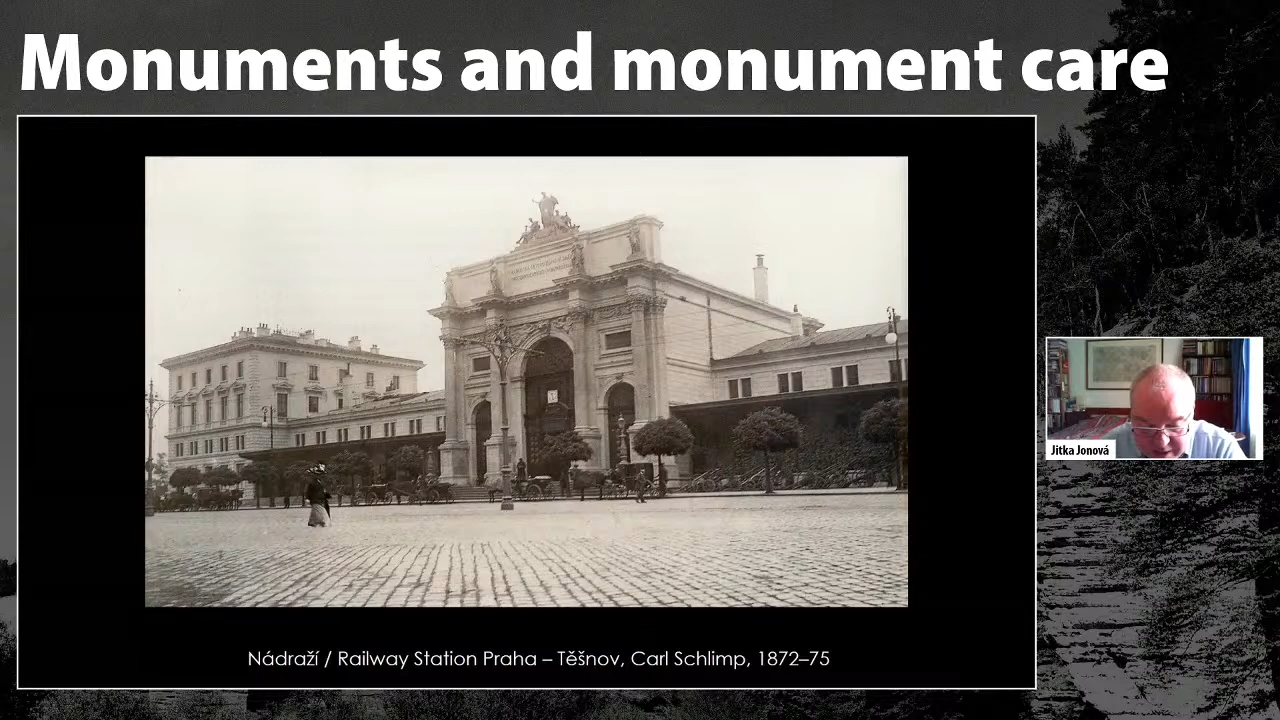 Monuments and monument care
Nádraží / Railway Station Praha – Těšnov, Carl Schlimp, 1872–75
Jitka Jonová